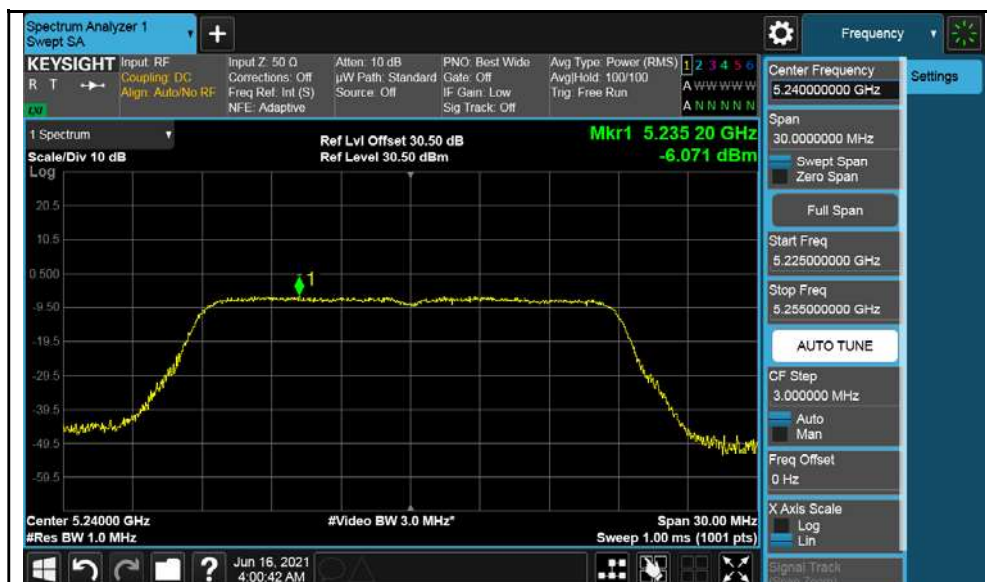 Spectrum Analyzer 1
Swept SA
+
Frequency
KEYSIGHT
R T
Input: RF
Coupling: DC
Align: Auto/No RF
Input Z: 50 Ω
Corrections: Off
Freq Ref: Int (S)
NFE: Adaptive
Atten: 10 dB
µW Path: Standard
Source: Off
PNO: Best Wide
Gate: Off
IF Gain: Low
Sig Track: Off
Avg Type: Power (RMS)
Avg|Hold: 100/100
Trig: Free Run
1 2 3 4 5 6
A W W W W W
A N N N N N
1 Spectrum
Scale/Div 10 dB
Log
Ref Lvl Offset 30.50 dB
Ref Level 30.50 dBm
Mkr1 5.235 20 GHz
-6.071 dBm
20.5
10.5
0.500
-9.50
-19.5
-29.5
-39.5
-49.5
-59.5
1
Center 5.24000 GHz
#Res BW 1.0 MHz
#Video BW 3.0 MHz*
Span 30.00 MHz
Sweep 1.00 ms (1001 pts)
Center Frequency
5.240000000 GHz
Span
30.0000000 MHz
Swept Span
Zero Span
Full Span
Start Freq
5.225000000 GHz
Stop Freq
5.255000000 GHz
AUTO TUNE
CF Step
3.000000 MHz
Auto
Man
Freq Offset
0 Hz
X Axis Scale
Log
Lin
Signal Track
(Span Zoom)
Settings
?
Jun 16, 2021
4:00:42 AM